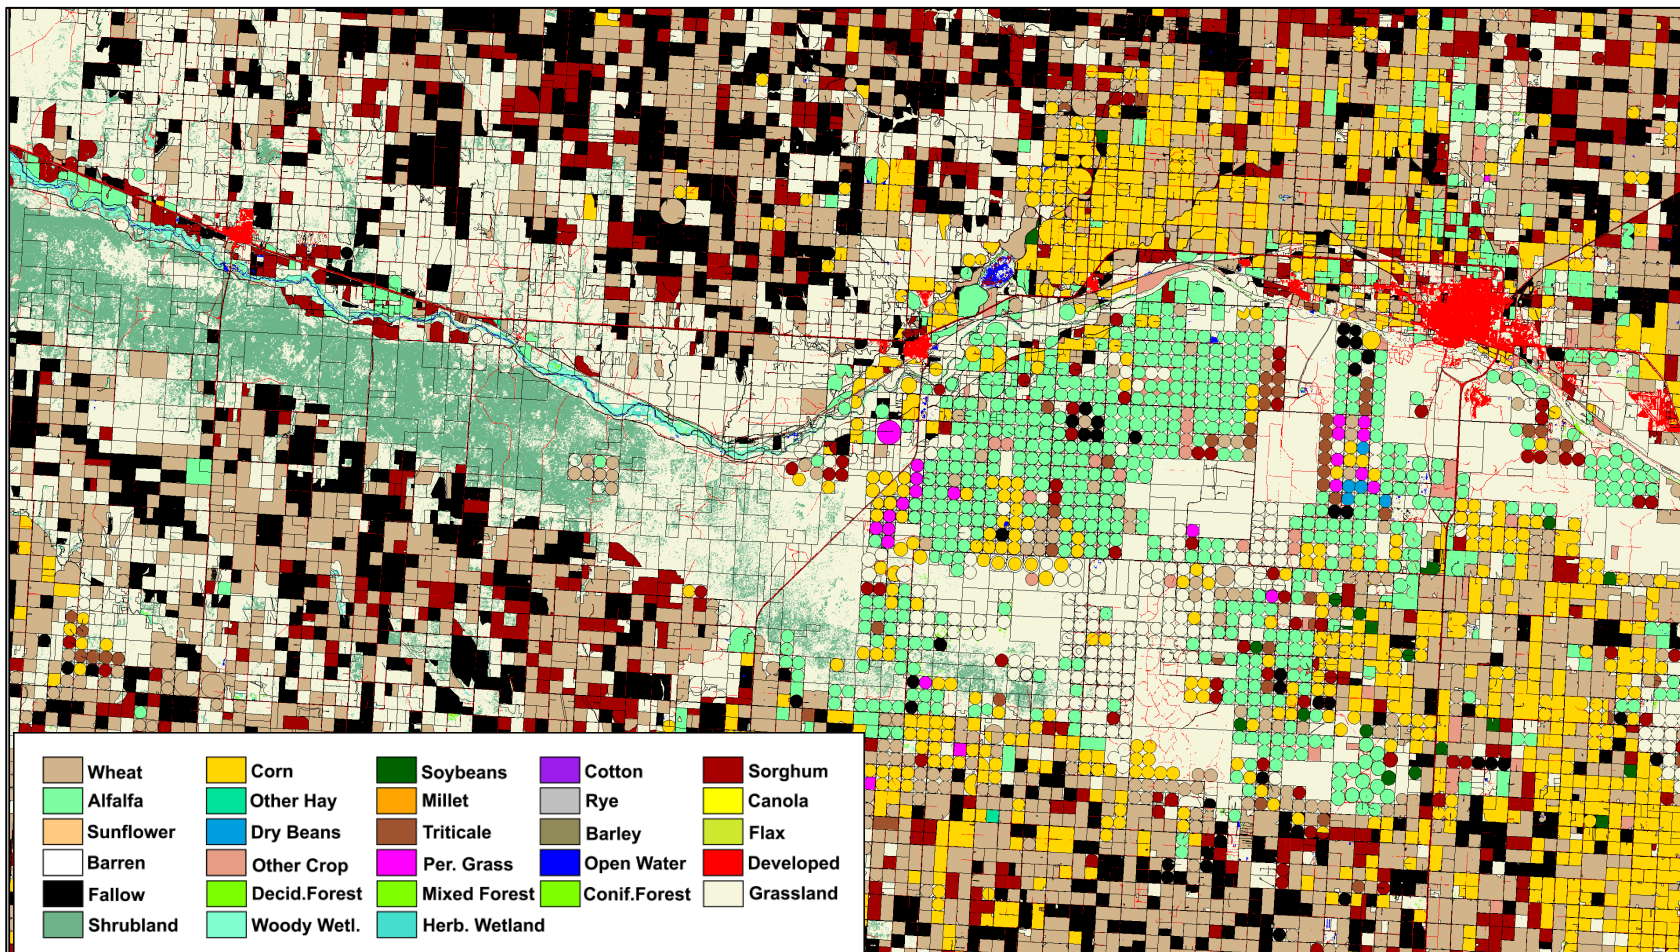 Wheat Corn Soybeans Cotton Sorghum
Alfalfa Other Hay Millet Rye Canola
Sunflower Dry Beans Triticale Barley Flax
Barren Other Crop Per. Grass Open Water Developed
Fallow Decid.Forest Mixed Forest Conif.Forest Grassland
Shrubland Woody Wetl. Herb. Wetland